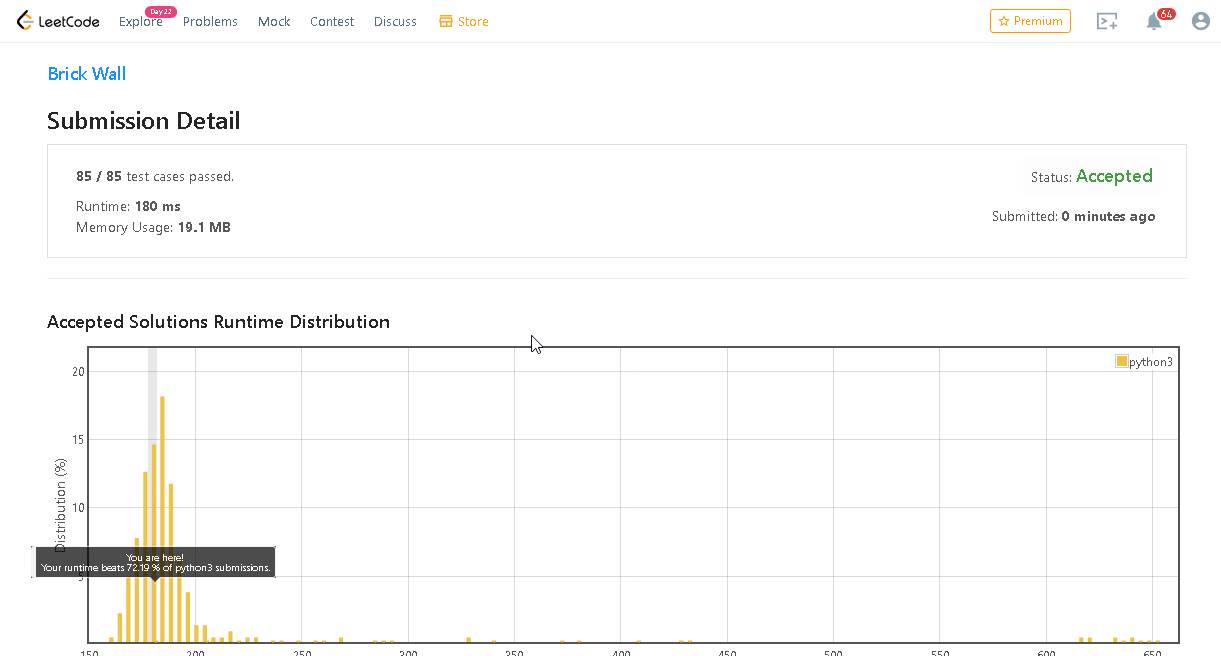 LeetCode Explore Day 22 Problems Mock Contest Discuss Store Premium 64
Brick Wall
Submission Detail
85 / 85 test cases passed.
Status: Accepted
Runtime: 180 ms
Submitted: 0 minutes ago
Memory Usage: 19.1 MB
Accepted Solutions Runtime Distribution
python3
20
15
10
Distribution (%)
You are here!
Your runtime beats 72.19 % of python3 submissions.
150 200 250 300 350 400 450 500 550 600 650